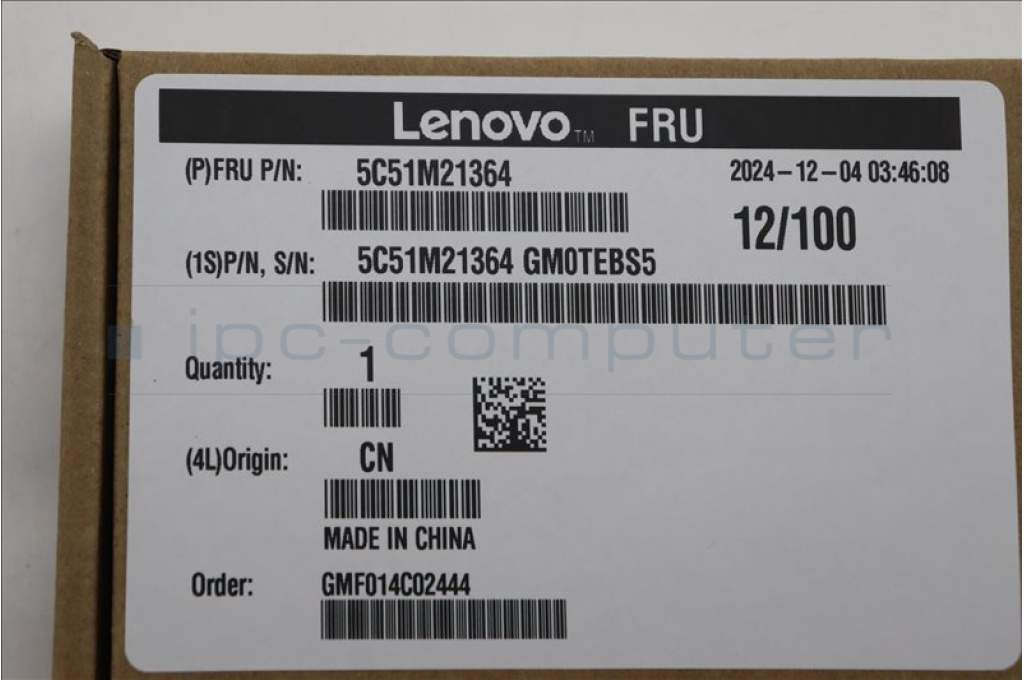 Lenovo™ FRU
(P)FRU P/N: 5C51M21364 2024-12-04 03:46:08
12/100
(1S)P/N, S/N: 5C51M21364 GM0TEBS5
ipc-computer
Quantity: 1
(4L)Origin: CN
MADE IN CHINA
Order: GMF014C02444